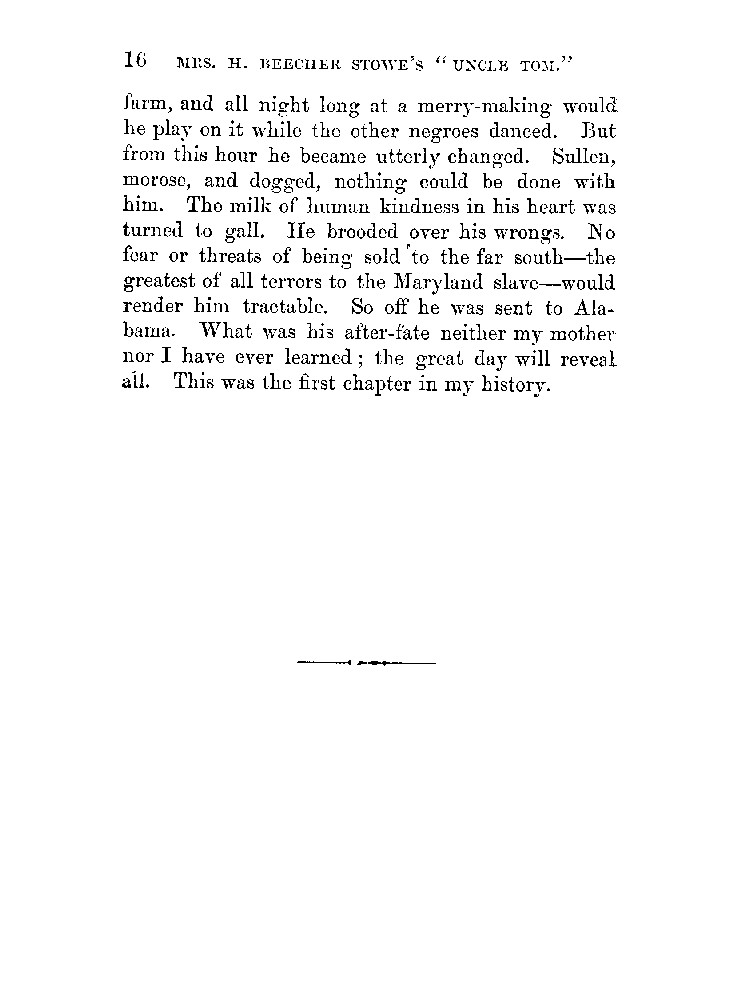 16 MRS. H. BEECHER STOWE'S "UNCLE TOM."
farm, and all night long at a merry-making would
he play on it while the other negroes danced. But
from this hour he became utterly changed. Sullen,
morose, and dogged, nothing could be done with
him. The milk of human kindness in his heart was
turned to gall. He brooded over his wrongs. No
fear or threats of being sold to the far south—the
greatest of all terrors to the Maryland slave—would
render him tractable. So off he was sent to Ala-
bama. What was his after-fate neither my mother
nor I have ever learned; the great day will reveal
all. This was the first chapter in my history.